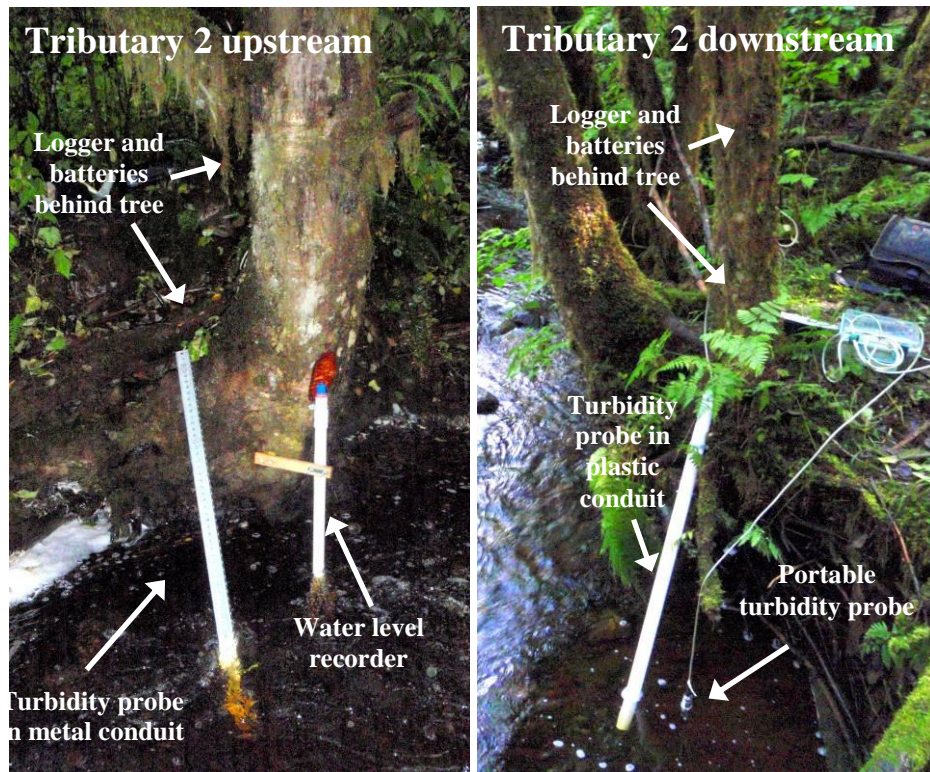 Tributary 2 upstream
Logger and
batteries
behind tree
Water level
recorder
Turbidity probe
n metal conduit
Tributary 2 downstream
Logger and
batteries
behind tree
Turbidity
probe in
plastic
conduit
Portable
turbidity probe